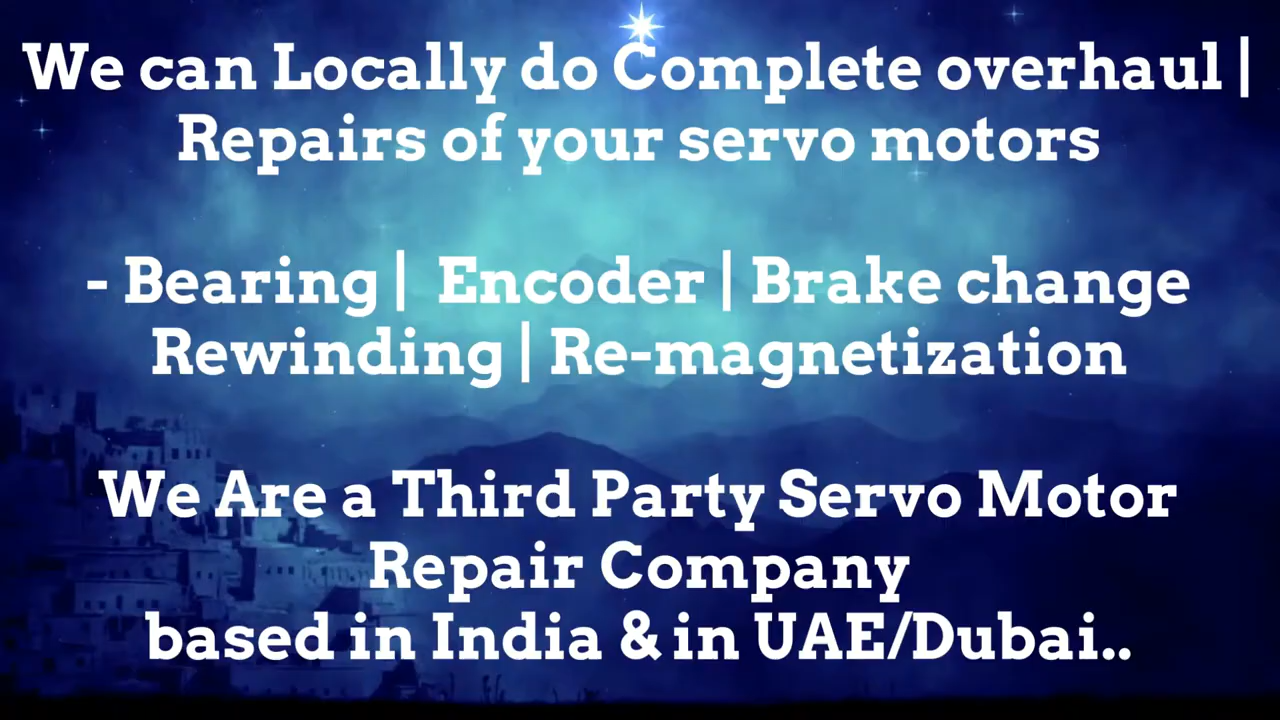 We can Locally do Complete overhaul |
Repairs of your servo motors
- Bearing | Encoder | Brake change
Rewinding | Re-magnetization
We Are a Third Party Servo Motor
Repair Company
based in India & in UAE/Dubai..